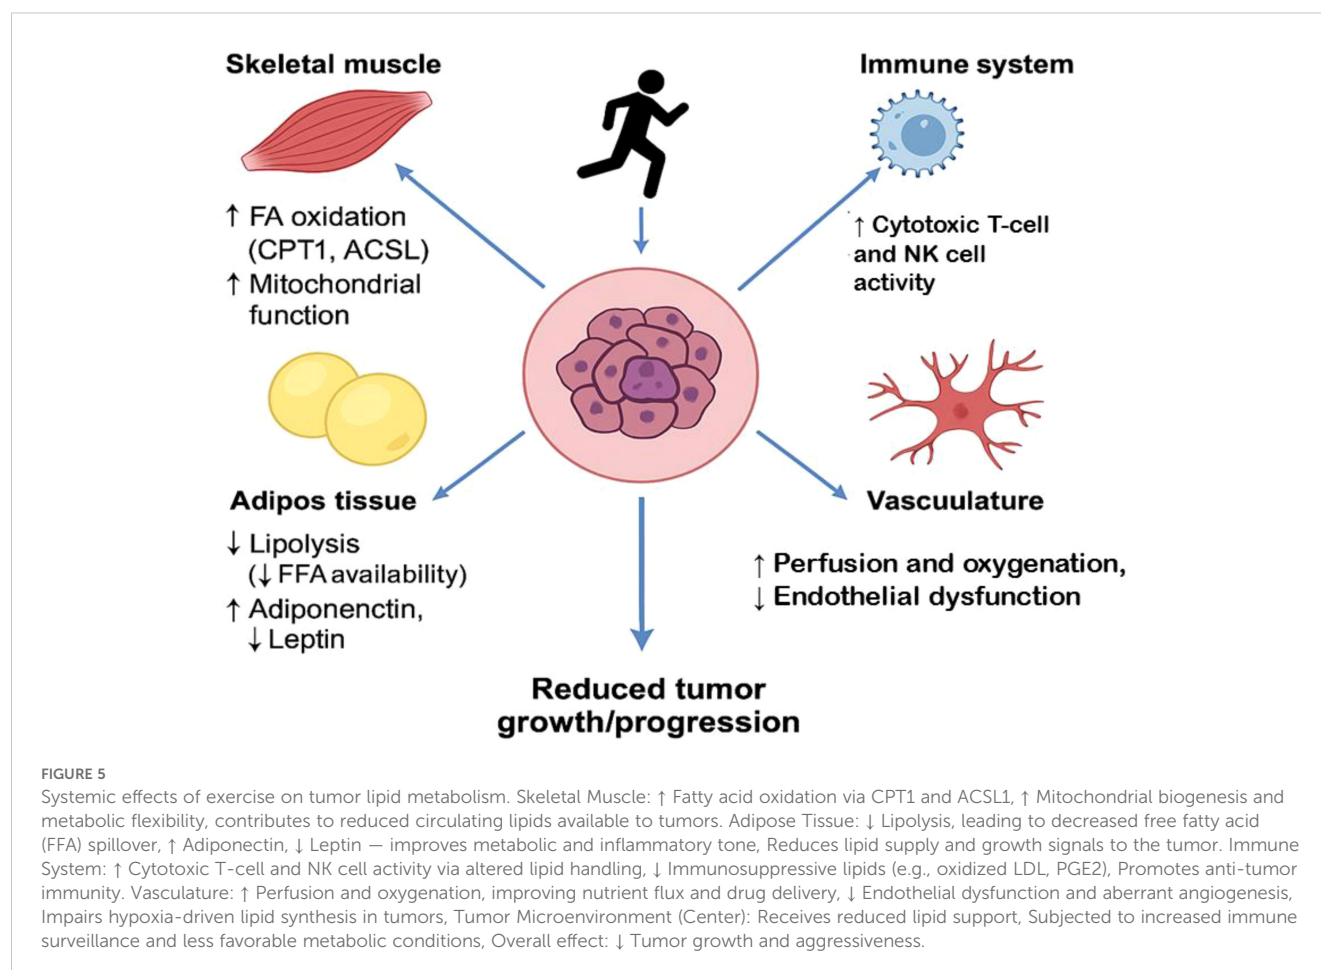 Skeletal muscle
↑ FA oxidation
(CPT1, ACSL)
↑ Mitochondrial
function
Immune system
↑ Cytotoxic T-cell
and NK cell
activity
Adipos tissue
↓ Lipolysis
(↓ FFA availability)
↑ Adiponenctin,
↓ Leptin
Vascuulature
↑ Perfusion and oxygenation,
↓ Endothelial dysfunction
Reduced tumor
growth/progression
FIGURE 5
Systemic effects of exercise on tumor lipid metabolism. Skeletal Muscle: ↑ Fatty acid oxidation via CPT1 and ACSL1, ↑ Mitochondrial biogenesis and
metabolic flexibility, contributes to reduced circulating lipids available to tumors. Adipose Tissue: ↓ Lipolysis, leading to decreased free fatty acid
(FFA) spillover, ↑ Adiponectin, ↓ Leptin — improves metabolic and inflammatory tone, Reduces lipid supply and growth signals to the tumor. Immune
System: ↑ Cytotoxic T-cell and NK cell activity via altered lipid handling, ↓ Immunosuppressive lipids (e.g., oxidized LDL, PGE2), Promotes anti-tumor
immunity. Vasculature: ↑ Perfusion and oxygenation, improving nutrient flux and drug delivery, ↓ Endothelial dysfunction and aberrant angiogenesis,
Impairs hypoxia-driven lipid synthesis in tumors, Tumor Microenvironment (Center): Receives reduced lipid support, Subjected to increased immune
surveillance and less favorable metabolic conditions, Overall effect: ↓ Tumor growth and aggressiveness.